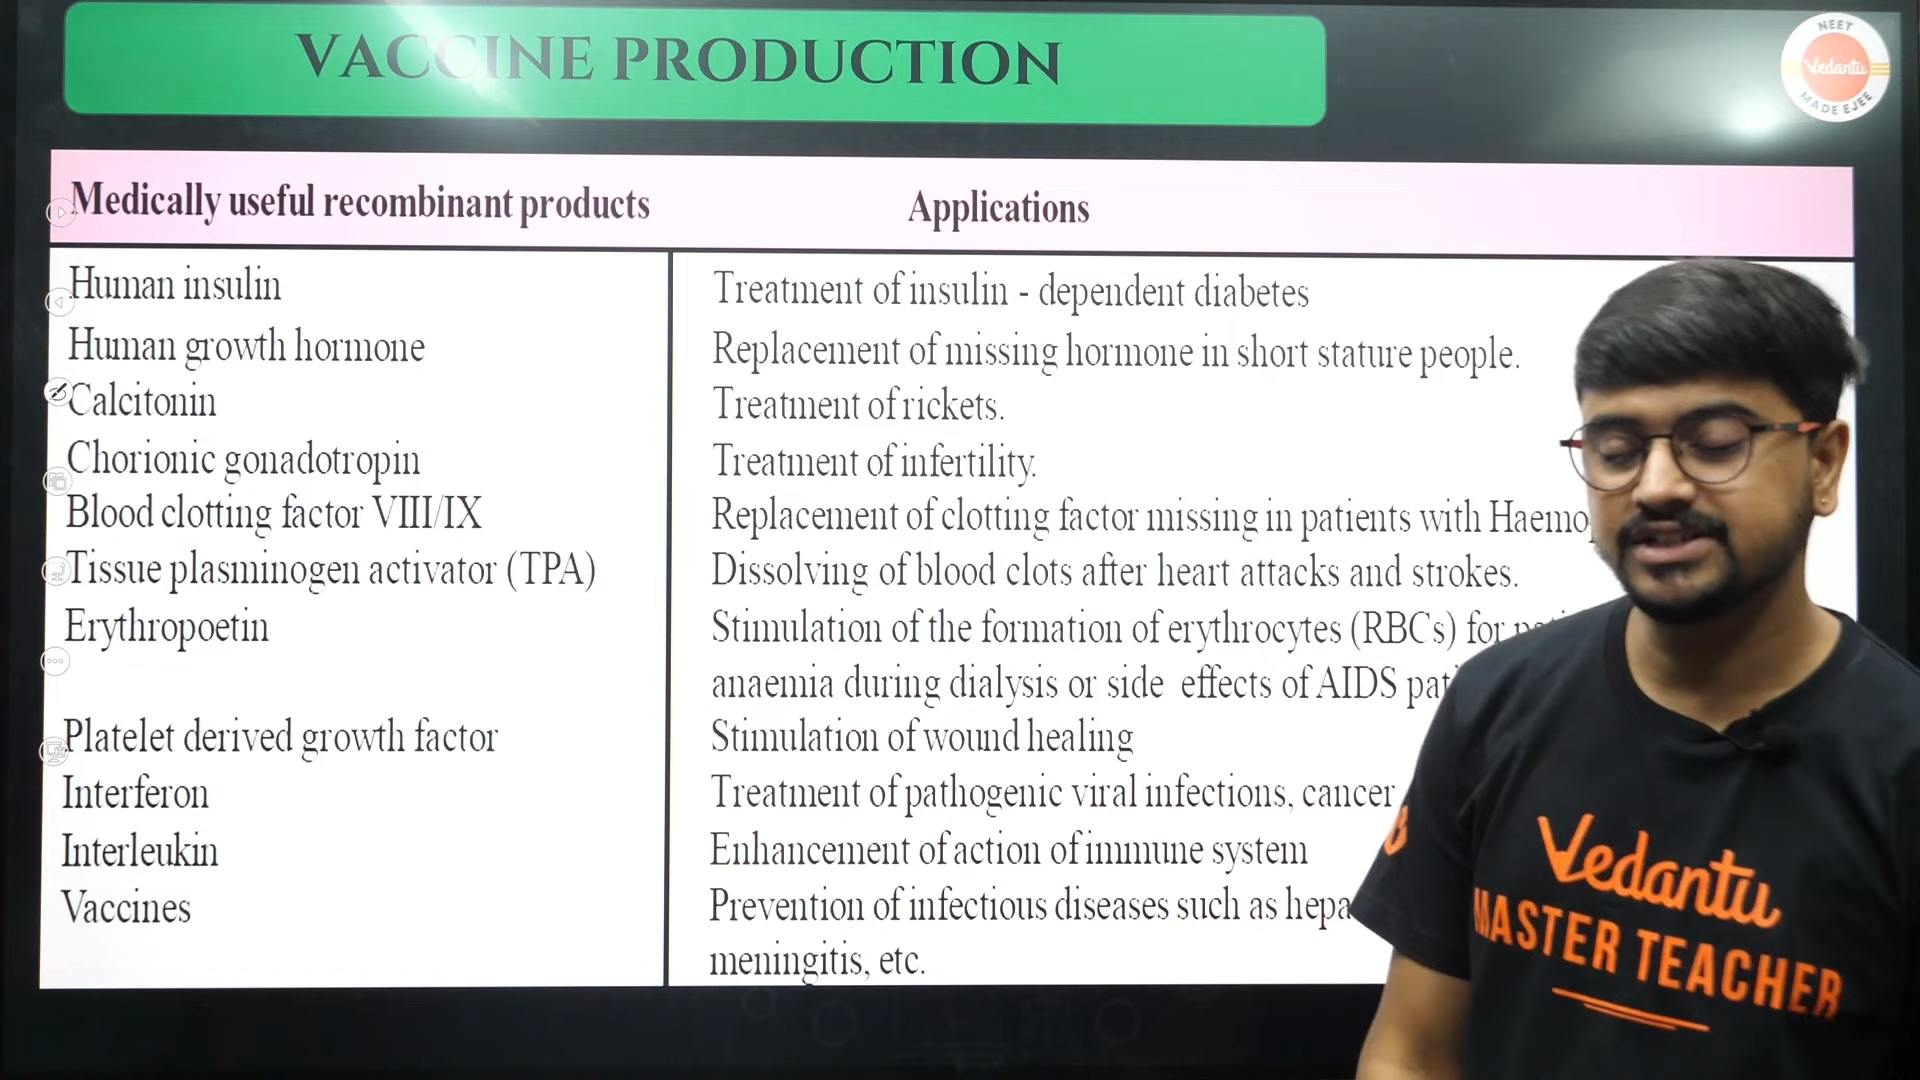 VACCINE PRODUCTION
NEET
Vedantu
MADE EJEE
Medically useful recombinant products Applications
Human insulin Treatment of insulin - dependent diabetes
Human growth hormone Replacement of missing hormone in short stature people.
Calcitonin Treatment of rickets.
Chorionic gonadotropin Treatment of infertility.
Blood clotting factor VIII/IX Replacement of clotting factor missing in patients with
Tissue plasminogen activator (TPA) Dissolving of blood clots after heart attacks and strokes.
Erythropoetin Stimulation of the formation of erythrocytes (RBCs) for
anaemia during dialysis or side effects of AIDS
Platelet derived growth factor Stimulation of wound healing
Interferon Treatment of pathogenic viral infections, cancer
Interleukin Enhancement of action of immune system
Vaccines Prevention of infectious diseases such as
meningitis, etc.
Vedantu
MASTER TEACHER